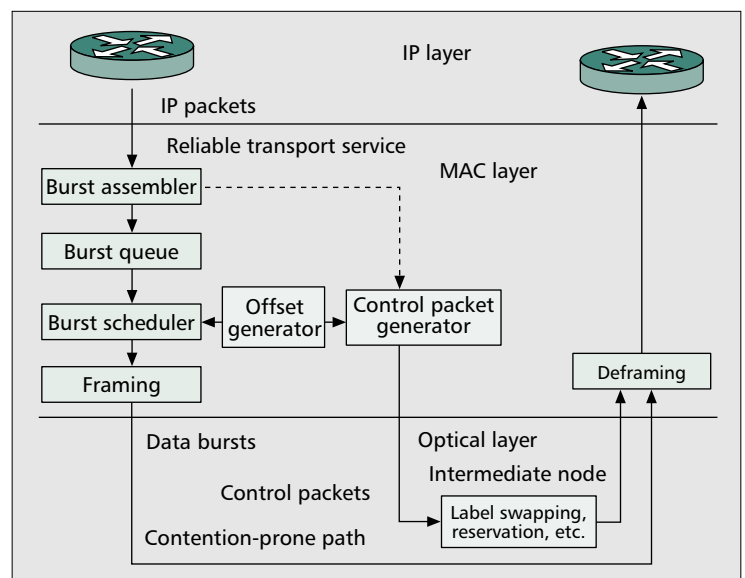 IP layer
IP packets
Reliable transport service
MAC layer
Burst assembler
Burst queue
Offset
generator
Control packet
generator
Burst scheduler
Framing
Deframing
Data bursts
Optical layer
Intermediate node
Control packets
Label swapping,
reservation, etc.
Contention-prone path